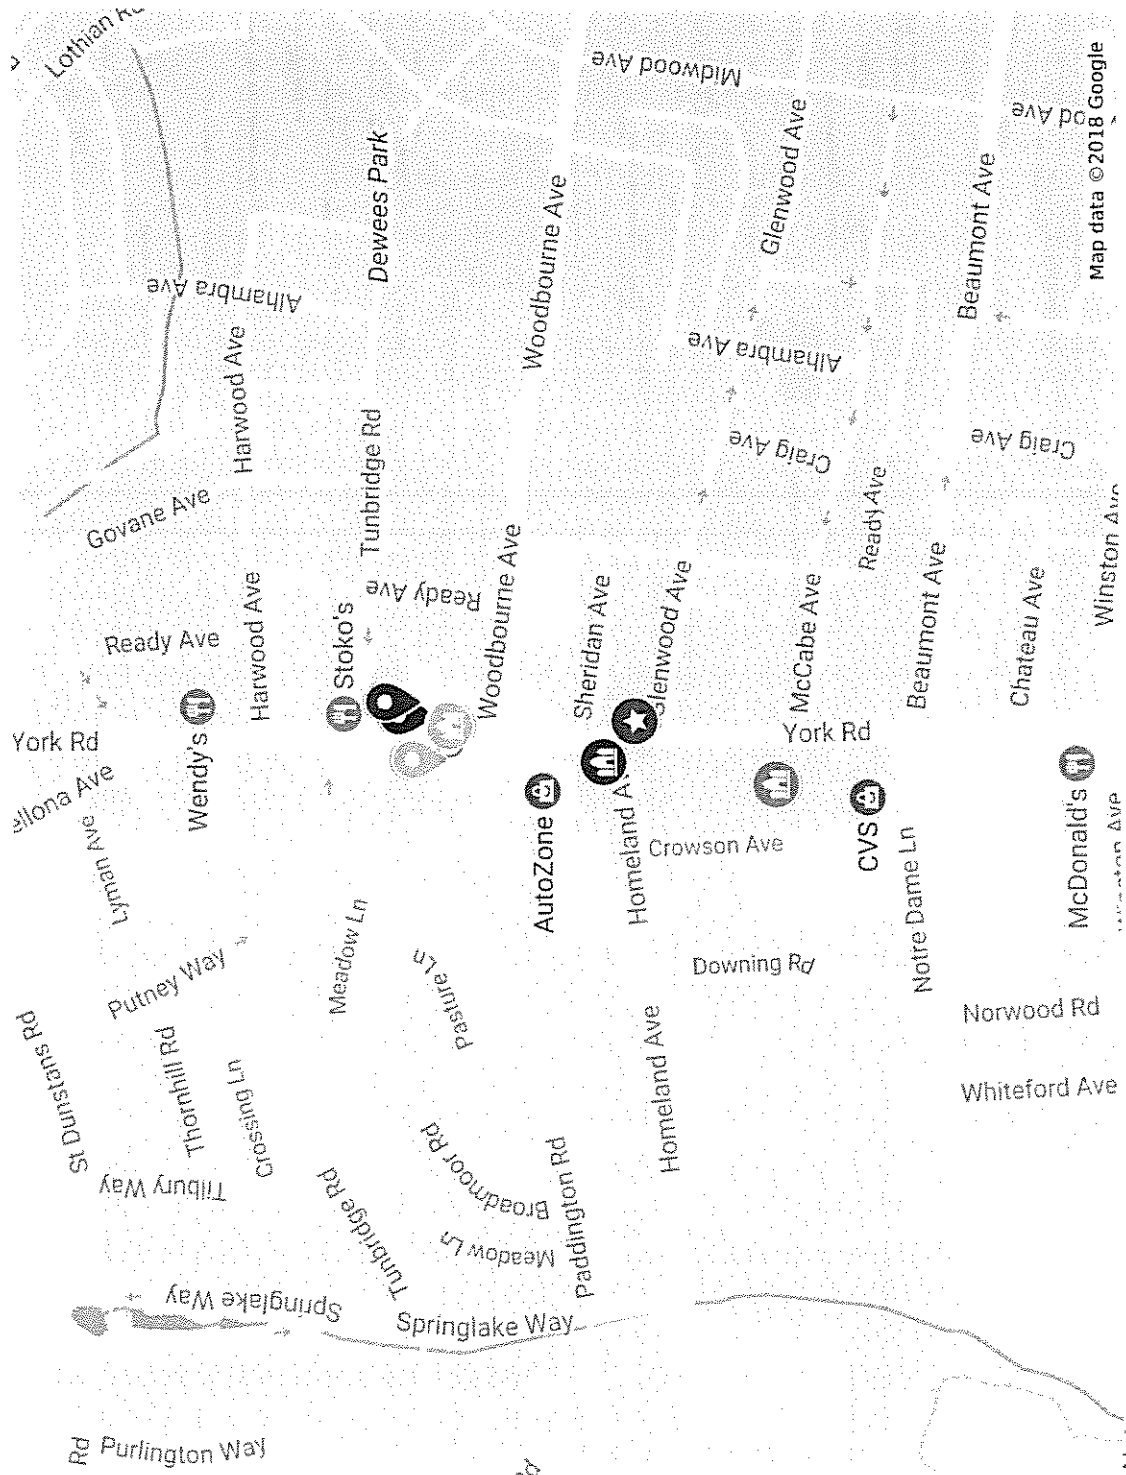 Lothian Rd
Midwood Ave
Glenwood Ave
Map data ©2018 Google
Dewees Park
Woodbourne Ave
Beaumont Ave
Alhambra Ave
Harwood Ave
Alhambra Ave
Tunbridge Rd
Craig Ave
Craig Ave
Govane Ave
Ready Ave
Winston Ave
Ready Ave
Woodbourne Ave
Sheridan Ave
Glenwood Ave
McCabe Ave
Beaumont Ave
Chateau Ave
Ready Ave
Harwood Ave
Stoko's
York Rd
York Rd
Wendy's
ellona Ave
Lyman Ave
AutoZone
Homeland A
Crowson Ave
CVS
Notre Dame Ln
McDonald's
Putney Way
Meadow Ln
Pasture Ln
Downing Rd
Norwood Rd
St Dunstans Rd
Thornhill Rd
Crossing Ln
Homeland Ave
Whiteford Ave
Tilbury Way
Tunbridge Rd
Broadmoor Rd
Meadow Ln
Paddington Rd
Springlake Way
Springlake Way
Rd
Purlington Way